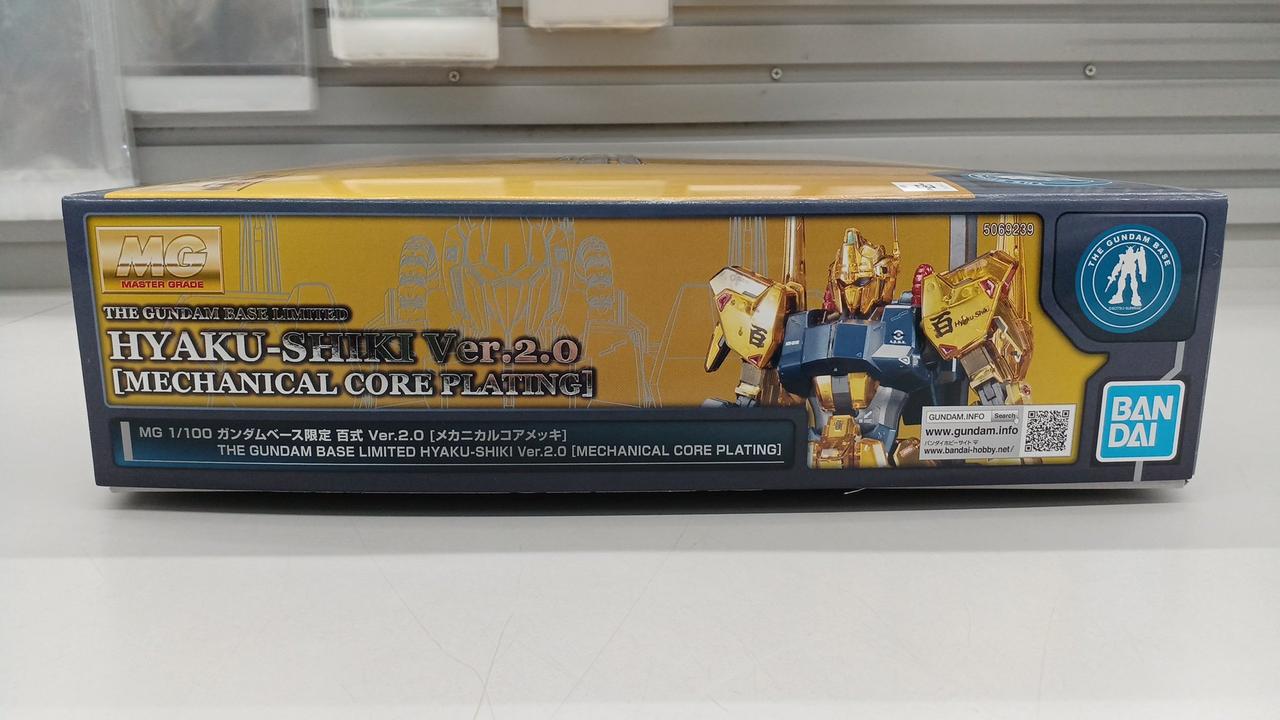 MG
MASTER GRADE
THE GUNDAM BASE LIMITED
HYAKU-SHIKI Ver.2.0
[MECHANICAL CORE PLATING]
MG 1/100 ガンダムベース限定 百式 Ver.2.0 [メカニカルコアメッキ]
THE GUNDAM BASE LIMITED HYAKU-SHIKI Ver.2.0 [MECHANICAL CORE PLATING]
5069239
百
百
Hyaku Shiki
GUNDAM.INFO Search
www.gundam.info
バンダイホビーサイト
www.bandai-hobby.net/
THE GUNDAM BASE
BAN
DAI